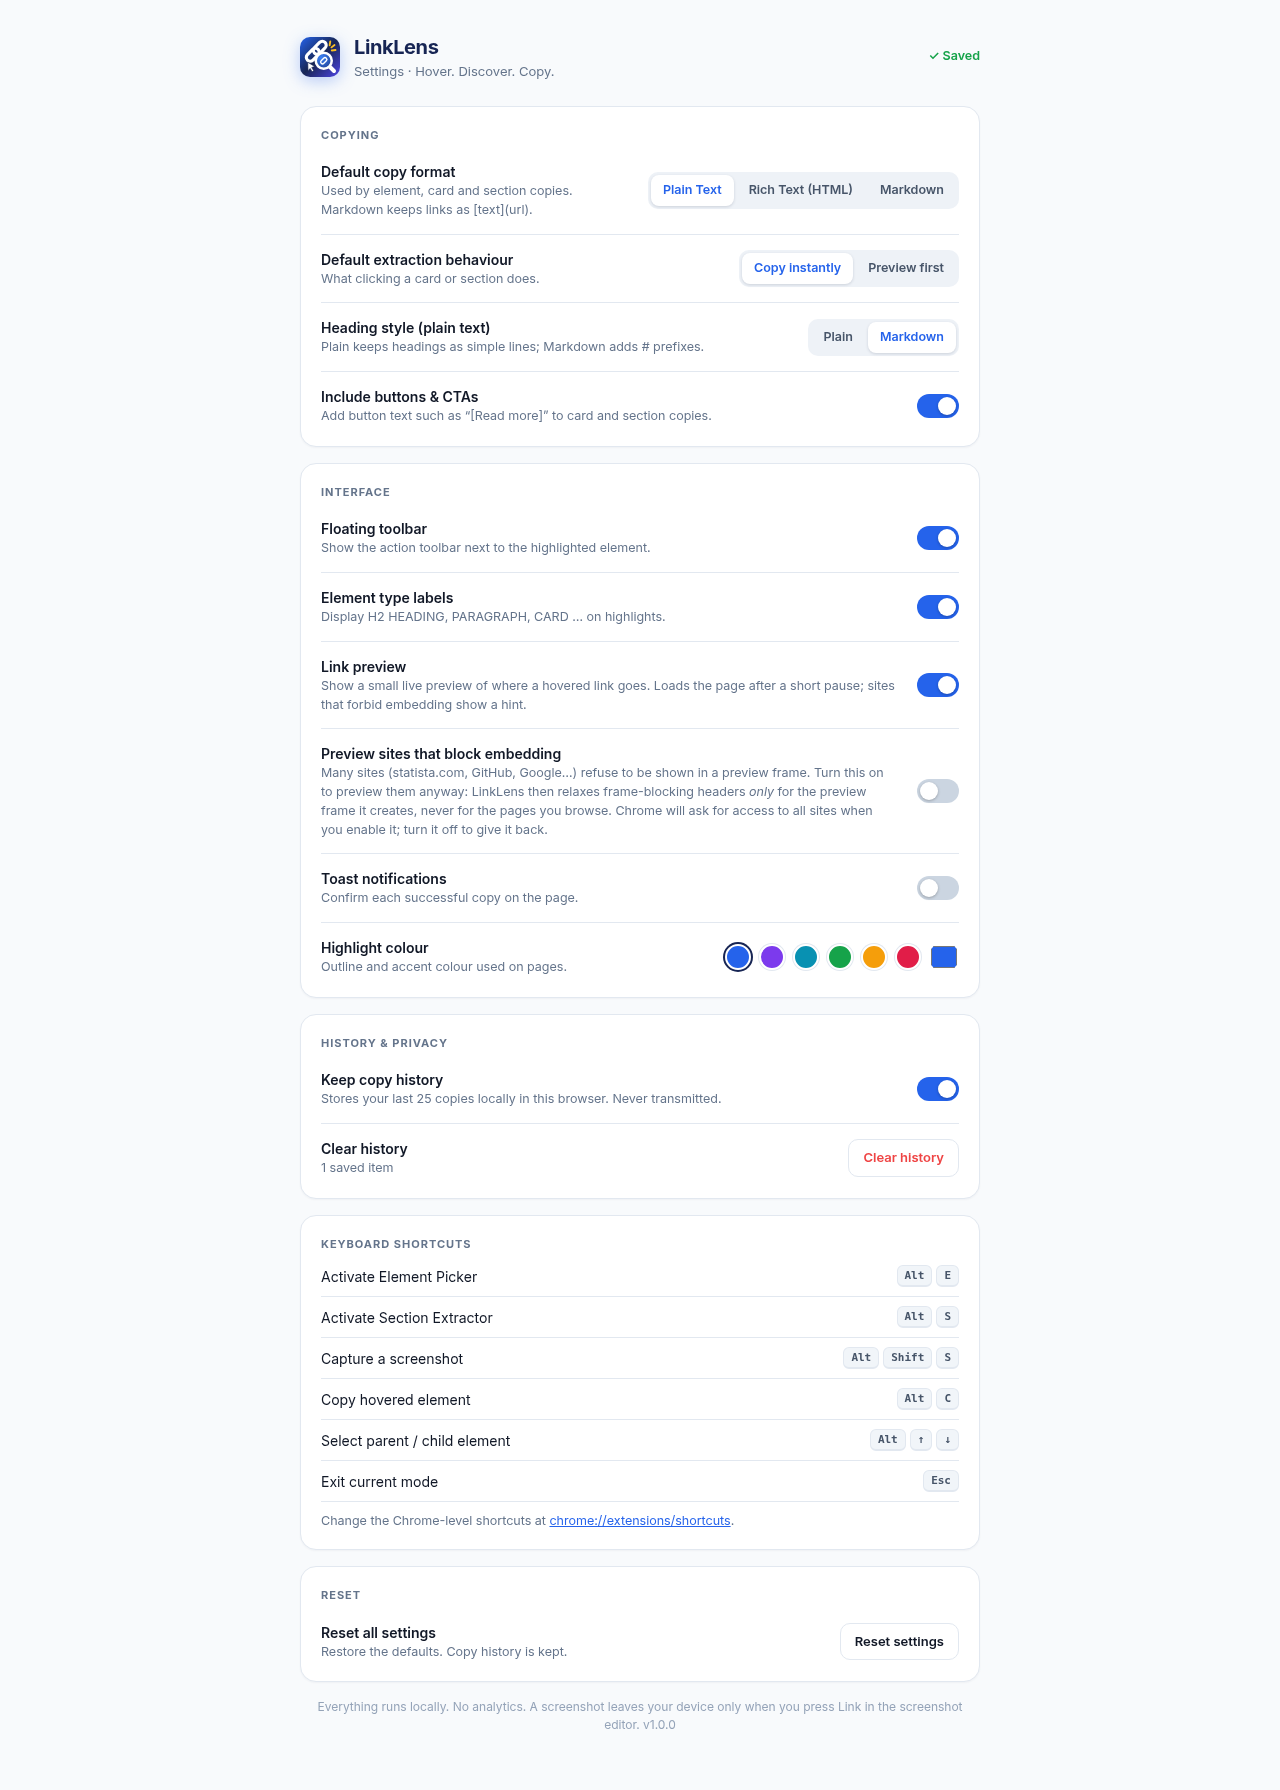 LinkLens
Settings · Hover. Discover. Copy.
✓ Saved
COPYING
Default copy format
Used by element, card and section copies.
Markdown keeps links as [text](url).
Plain Text
Rich Text (HTML)
Markdown
Default extraction behaviour
What clicking a card or section does.
Copy instantly
Preview first
Heading style (plain text)
Plain keeps headings as simple lines; Markdown adds # prefixes.
Plain
Markdown
Include buttons & CTAs
Add button text such as “[Read more]” to card and section copies.
INTERFACE
Floating toolbar
Show the action toolbar next to the highlighted element.
Element type labels
Display H2 HEADING, PARAGRAPH, CARD … on highlights.
Link preview
Show a small live preview of where a hovered link goes. Loads the page after a short pause; sites
that forbid embedding show a hint.
Preview sites that block embedding
Many sites (statista.com, GitHub, Google…) refuse to be shown in a preview frame. Turn this on
to preview them anyway: LinkLens then relaxes frame-blocking headers only for the preview
frame it creates, never for the pages you browse. Chrome will ask for access to all sites when
you enable it; turn it off to give it back.
Toast notifications
Confirm each successful copy on the page.
Highlight colour
Outline and accent colour used on pages.
HISTORY & PRIVACY
Keep copy history
Stores your last 25 copies locally in this browser. Never transmitted.
Clear history
1 saved item
Clear history
KEYBOARD SHORTCUTS
Activate Element Picker
Alt E
Activate Section Extractor
Alt S
Capture a screenshot
Alt Shift S
Copy hovered element
Alt C
Select parent / child element
Alt ↑ ↓
Exit current mode
Esc
Change the Chrome-level shortcuts at chrome://extensions/shortcuts.
RESET
Reset all settings
Restore the defaults. Copy history is kept.
Reset settings
Everything runs locally. No analytics. A screenshot leaves your device only when you press Link in the screenshot
editor. v1.0.0